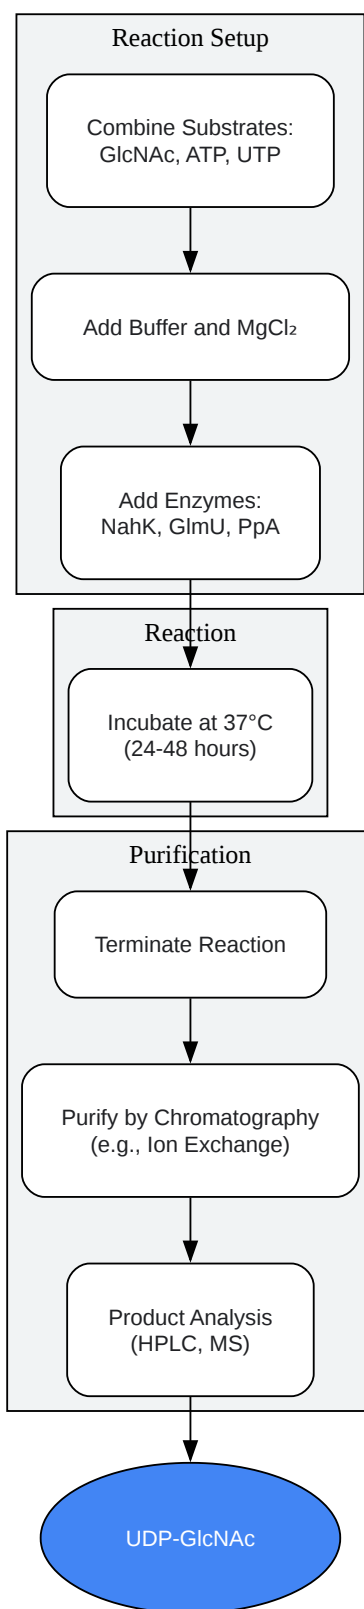 Reaction Setup
Combine Substrates:
GlcNAc, ATP, UTP
Add Buffer and MgCl₂
Add Enzymes:
NahK, GlmU, PpA
Reaction
Incubate at 37°C
(24-48 hours)
Purification
Terminate Reaction
Purify by Chromatography
(e.g., Ion Exchange)
Product Analysis
(HPLC, MS)
UDP-GlcNAc